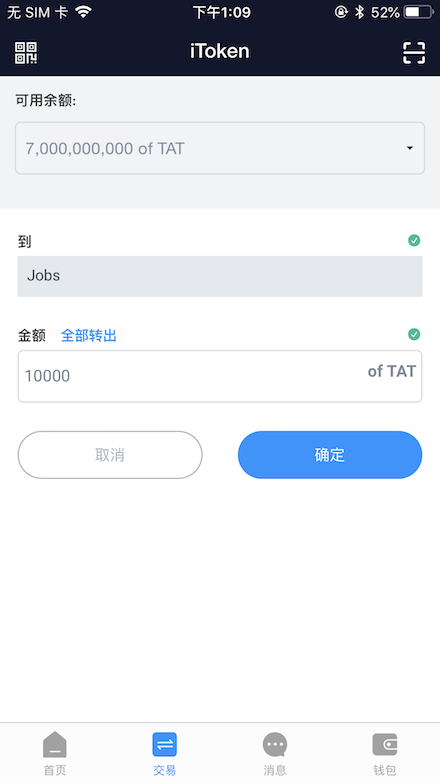 无 SIM 卡 下午1:09 52%
iToken
可用余额:
7,000,000,000 of TAT
到
Jobs
金额 全部转出
10000 of TAT
取消 确定
首页 交易 消息 钱包